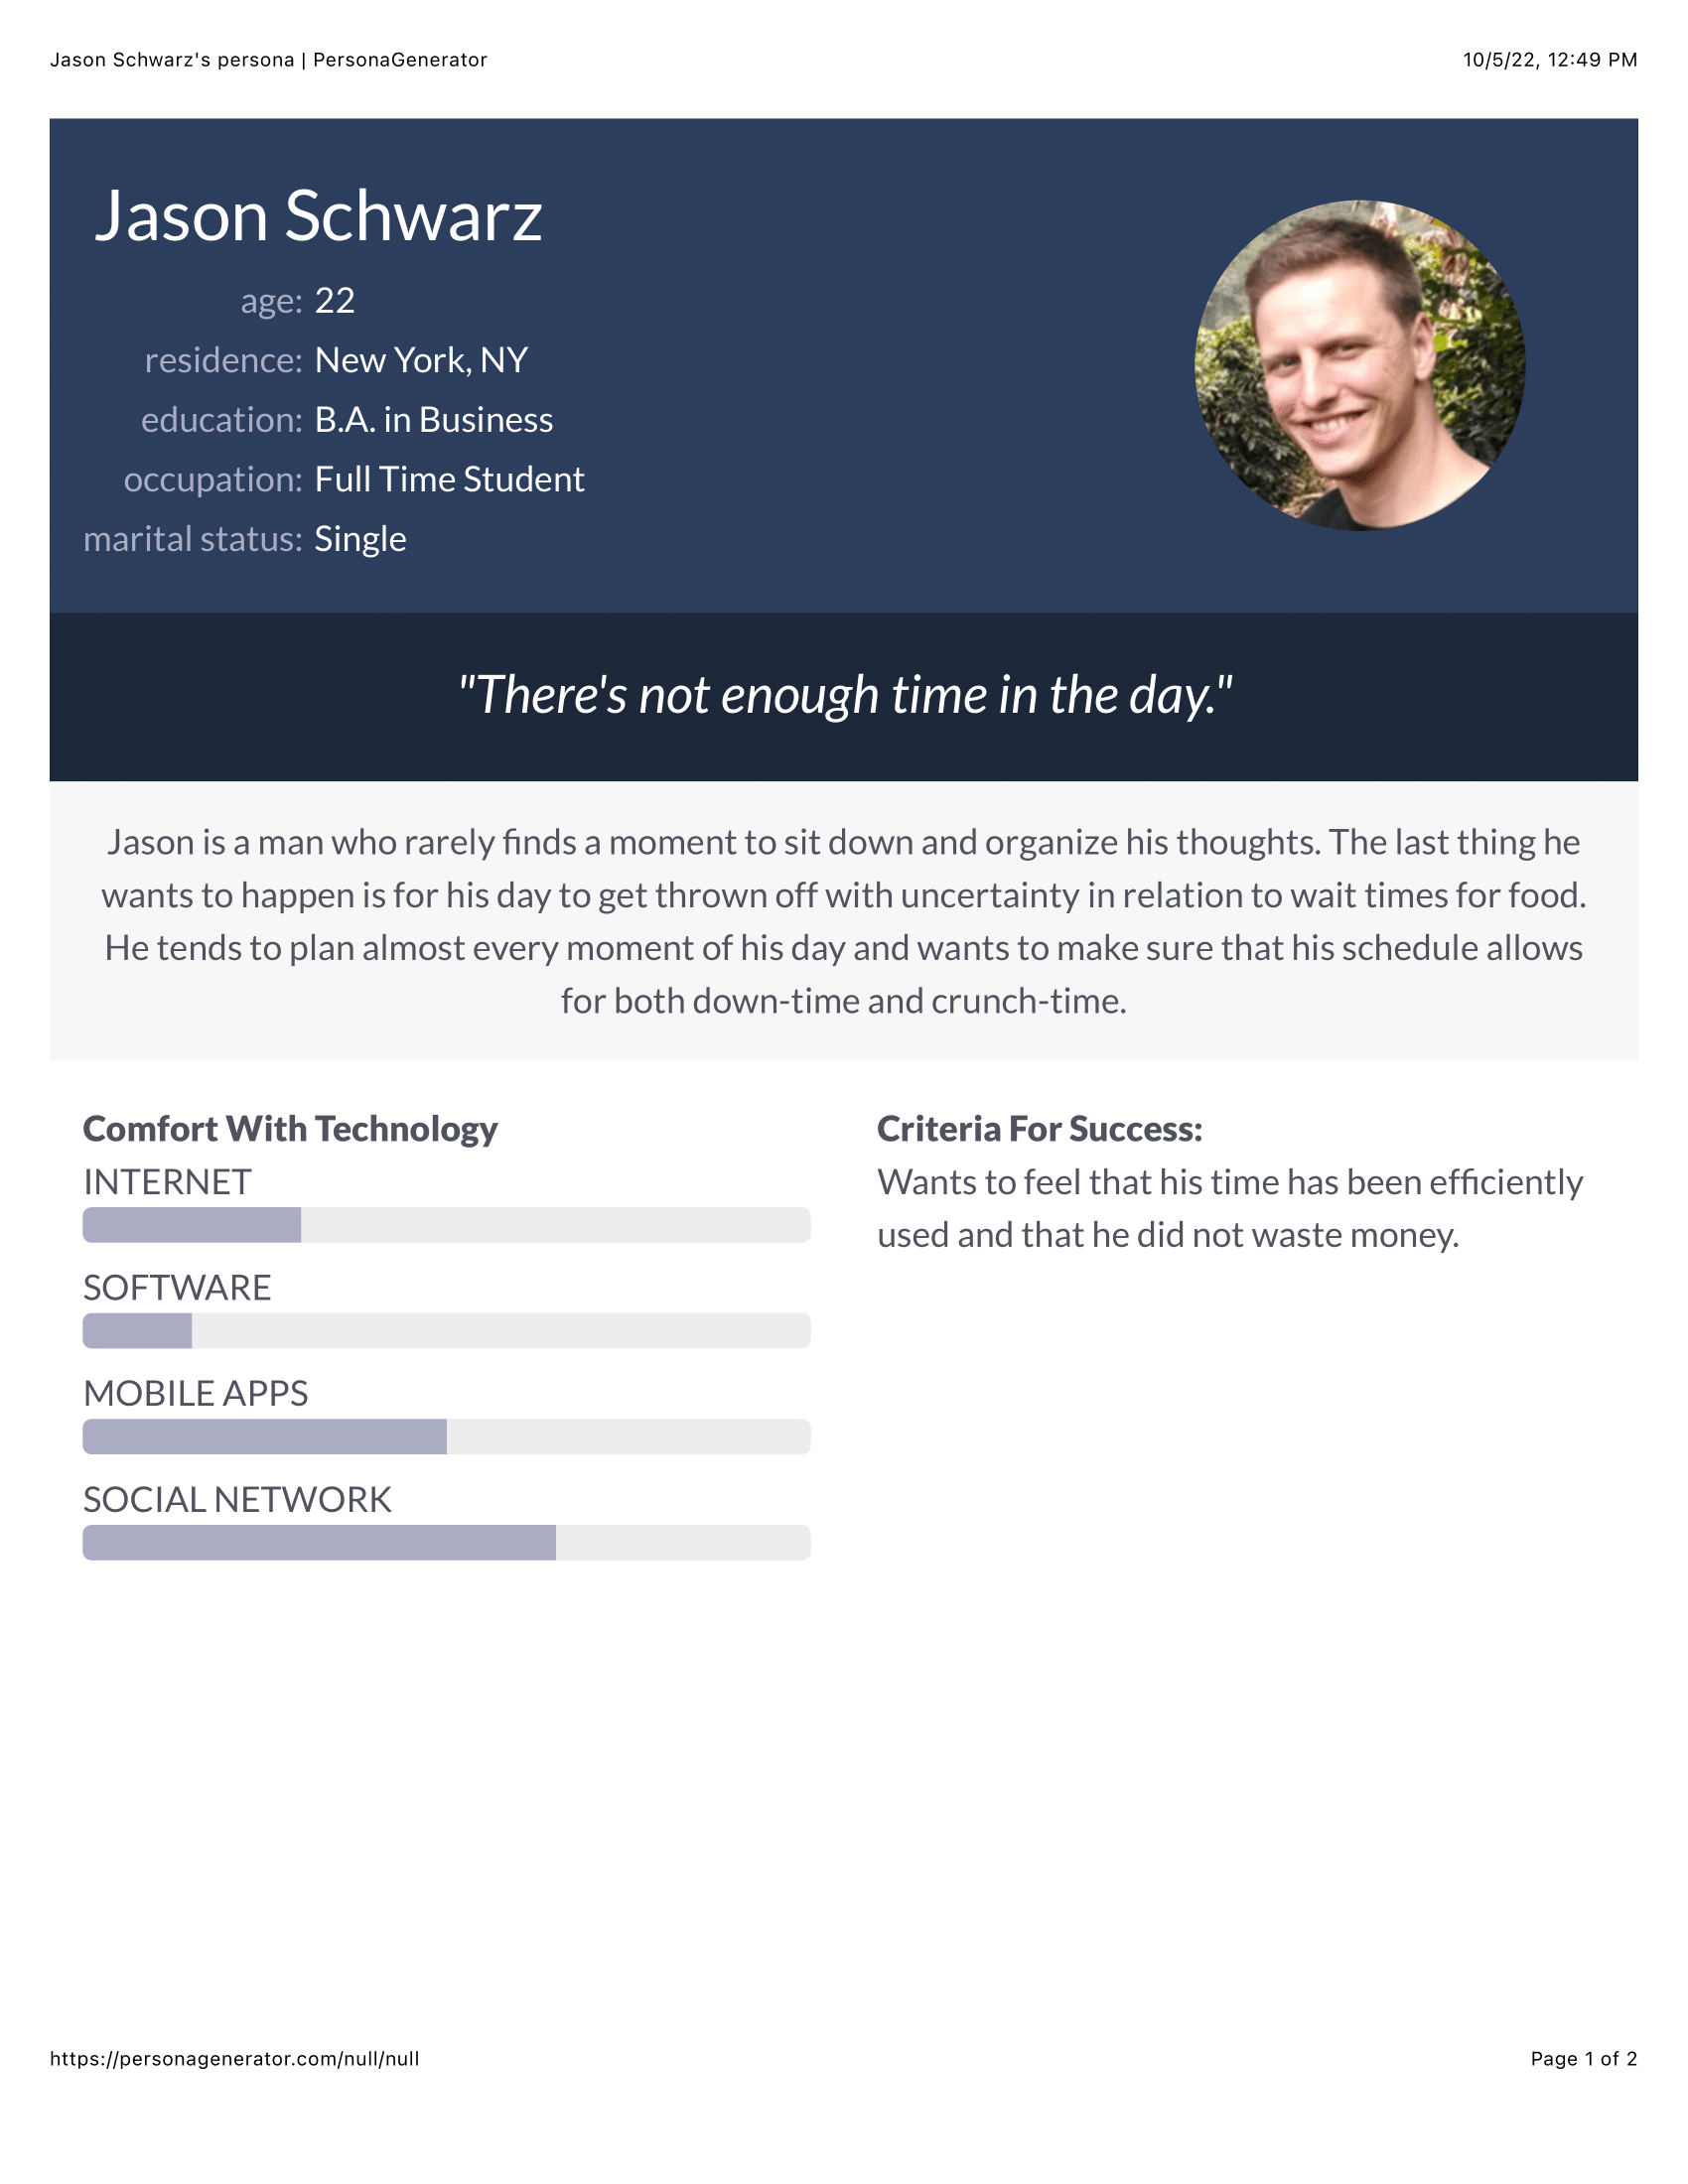 Jason Schwarz's persona | PersonaGenerator
10/5/22, 12:49 PM
Jason Schwarz
age: 22
residence: New York, NY
education: B.A. in Business
occupation: Full Time Student
marital status: Single
"There's not enough time in the day."
Jason is a man who rarely finds a moment to sit down and organize his thoughts. The last thing he
wants to happen is for his day to get thrown off with uncertainty in relation to wait times for food.
He tends to plan almost every moment of his day and wants to make sure that his schedule allows
for both down-time and crunch-time.
Comfort With Technology
INTERNET
SOFTWARE
MOBILE APPS
SOCIAL NETWORK
Criteria For Success:
Wants to feel that his time has been efficiently
used and that he did not waste money.
https://personagenerator.com/null/null
Page 1 of 2